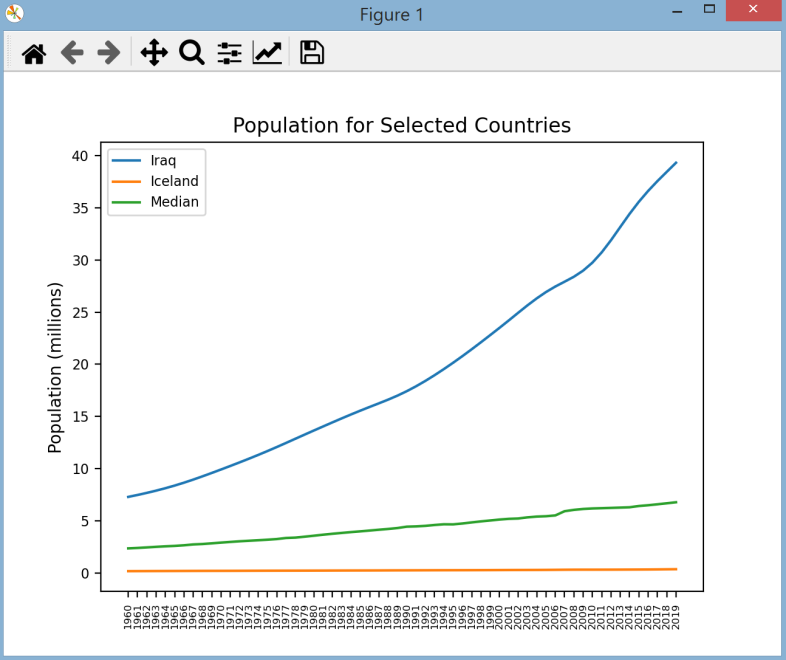 Figure 1
Population for Selected Countries
Iraq
Iceland
Median
Population (millions)
40
35
30
25
20
15
10
5
0
1960 1961 1962 1963 1964 1965 1966 1967 1968 1969 1970 1971 1972 1973 1974 1975 1976 1977 1978 1979 1980 1981 1982 1983 1984 1985 1986 1987 1988 1989 1990 1991 1992 1993 1994 1995 1996 1997 1998 1999 2000 2001 2002 2003 2004 2005 2006 2007 2008 2009 2010 2011 2012 2013 2014 2015 2016 2017 2018 2019